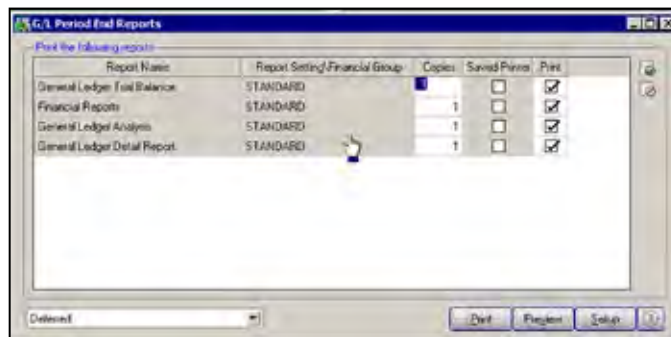 G/L Period End Reports
Print the following reports
Report Name Report Setting\Financial Group Copies Saved Printer Print
General Ledger Trial Balance STANDARD 1
Financial Reports STANDARD 1
General Ledger Analysis STANDARD 1
General Ledger Detail Report STANDARD 1
Deferred Print Preview Setup